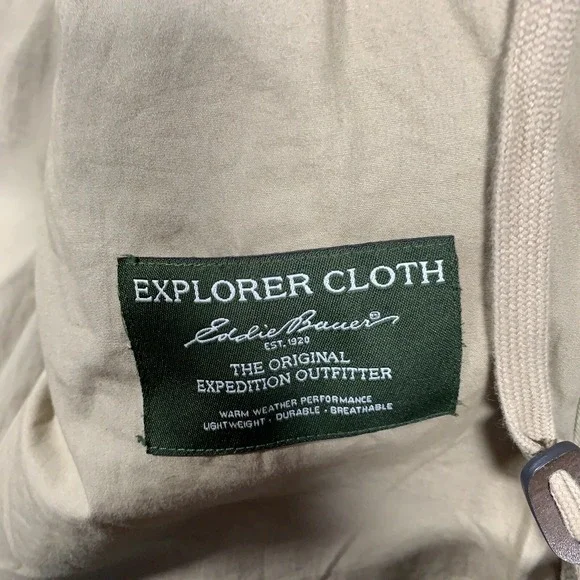 EXPLORER CLOTH
Eddie Bauer
EST. 1920
THE ORIGINAL
EXPEDITION OUTFITTER
WARM WEATHER PERFORMANCE
LIGHTWEIGHT · DURABLE · BREATHABLE